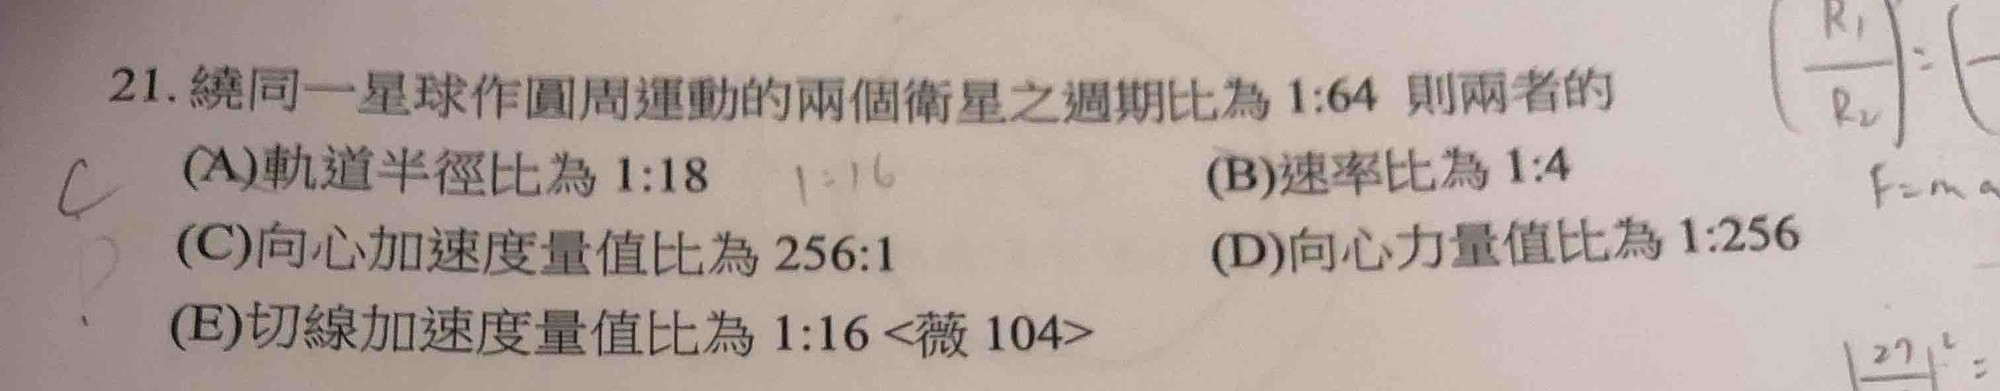 21. 繞同一星球作圓周運動的兩個衛星之週期比為 1:64 則兩者的
(A)軌道半徑比為 1:18 1:16 (B)速率比為 1:4
C
(C)向心加速度量值比為 256:1 (D)向心力量值比為 1:256
?
(E)切線加速度量值比為 1:16 <薇 104>
(R1/R2) = (
F=ma
27 2 =